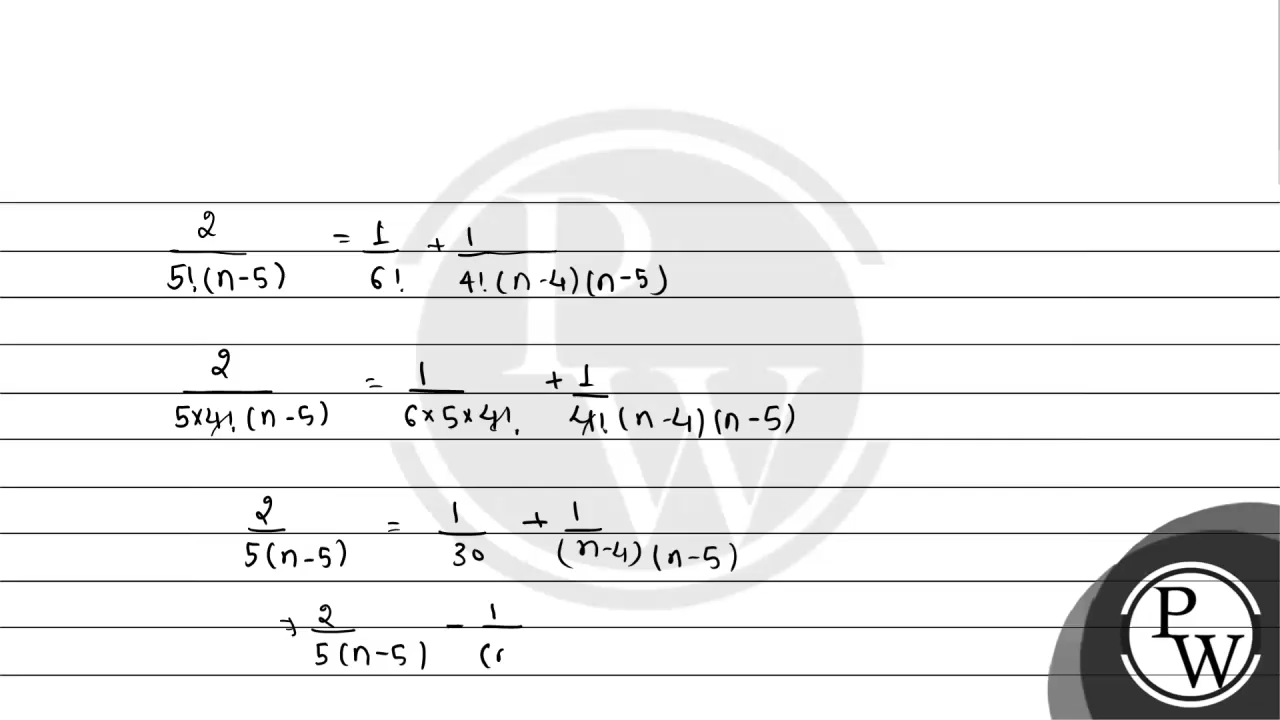 2/5!(n-5) = 1/6! + 1/4!(n-4)(n-5)
2/5×4!(n-5) = 1/6×5×4! + 1/4!(n-4)(n-5)
2/5(n-5) = 1/30 + 1/(n-4)(n-5)
⇒ 2/5(n-5) - 1/(
PW
PW